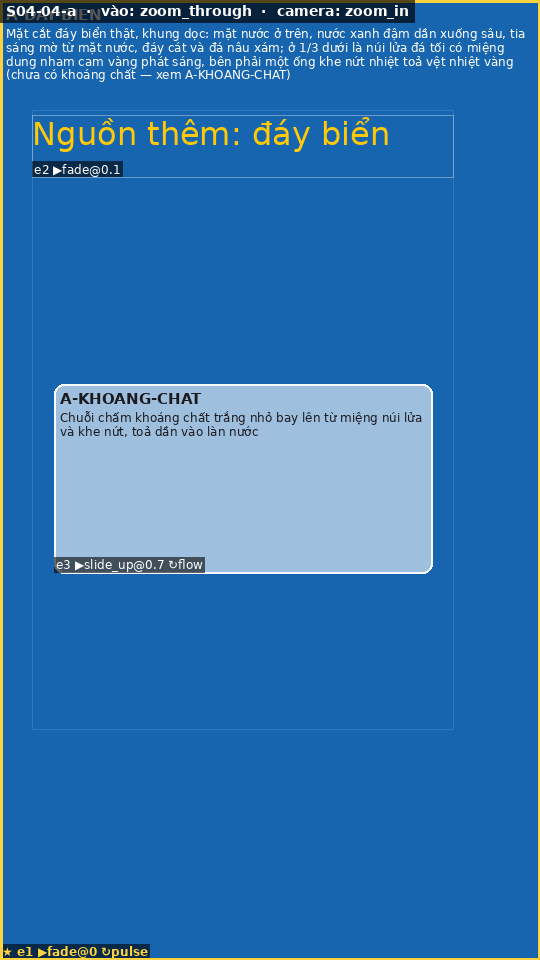 A-DAY-BIEN
S04-04-a · vào: zoom_through · camera: zoom_in
Mặt cắt đáy biển thật, khung dọc: mặt nước ở trên, nước xanh đậm dần xuống sâu, tia
sáng mờ từ mặt nước, đáy cát và đá nâu xám; ở 1/3 dưới là núi lửa đá tối có miệng
dung nham cam vàng phát sáng, bên phải một ống khe nứt nhiệt toả vệt nhiệt vàng
(chưa có khoáng chất — xem A-KHOANG-CHAT)
Nguồn thêm: đáy biển
e2 ▶fade@0.1
A-KHOANG-CHAT
Chuỗi chấm khoáng chất trắng nhỏ bay lên từ miệng núi lửa
và khe nứt, toả dần vào làn nước
e3 ▶slide_up@0.7 ↻flow
★ e1 ▶fade@0 ↻pulse